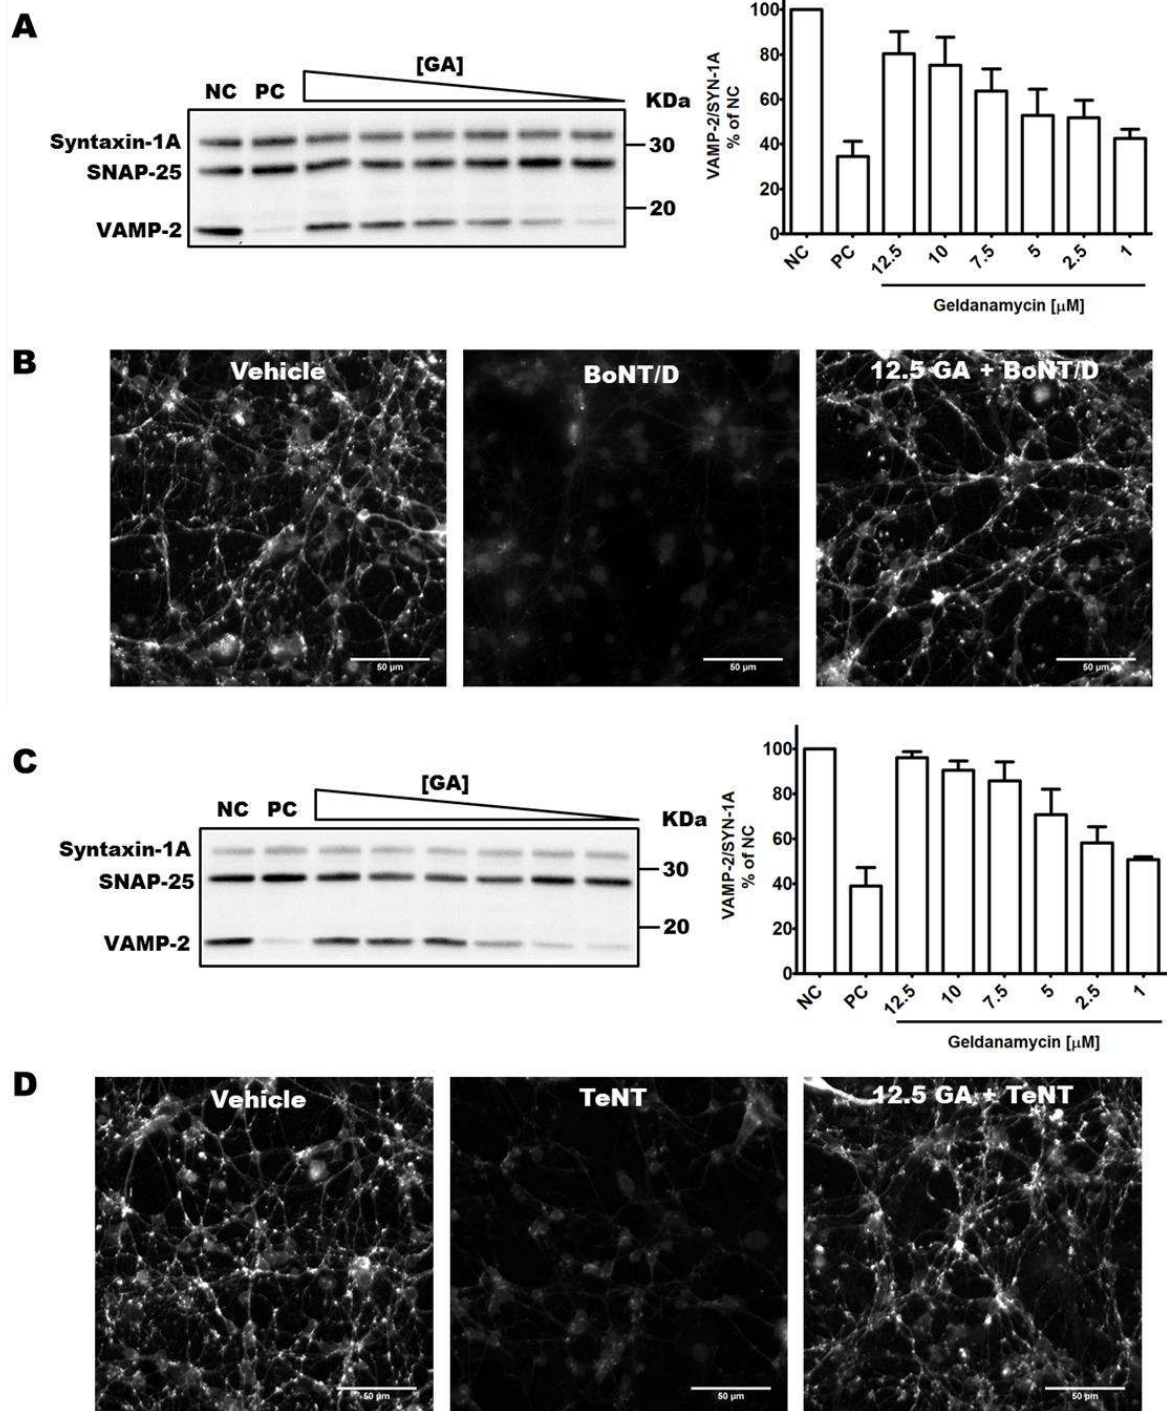 A
[GA]
NC PC
KDa
Syntaxin-1A
SNAP-25
VAMP-2
30
20
VAMP-2/SYN-1A
% of NC
100
80
60
40
20
0
NC PC 12.5 10 7.5 5 2.5 1
Geldanamycin [μM]
B
Vehicle
BoNT/D
12.5 GA + BoNT/D
50 μm
50 μm
50 μm
C
[GA]
NC PC
KDa
Syntaxin-1A
SNAP-25
VAMP-2
30
20
VAMP-2/SYN-1A
% of NC
100
80
60
40
20
0
NC PC 12.5 10 7.5 5 2.5 1
Geldanamycin [μM]
D
Vehicle
TeNT
12.5 GA + TeNT
50 μm
50 μm
50 μm